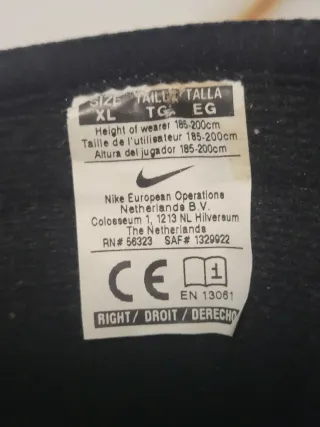 SIZE TAILLE TALLA
XL TG EG
Height of wearer 185-200cm
Taille de l'utilisateur 185-200cm
Altura del jugador 185-200cm
Nike European Operations
Netherlands B.V.
Colosseum 1, 1213 NL Hilversum
The Netherlands
RN# 56323 SAF# 1329922
CE i
EN 13061
RIGHT/ DROIT / DERECHO